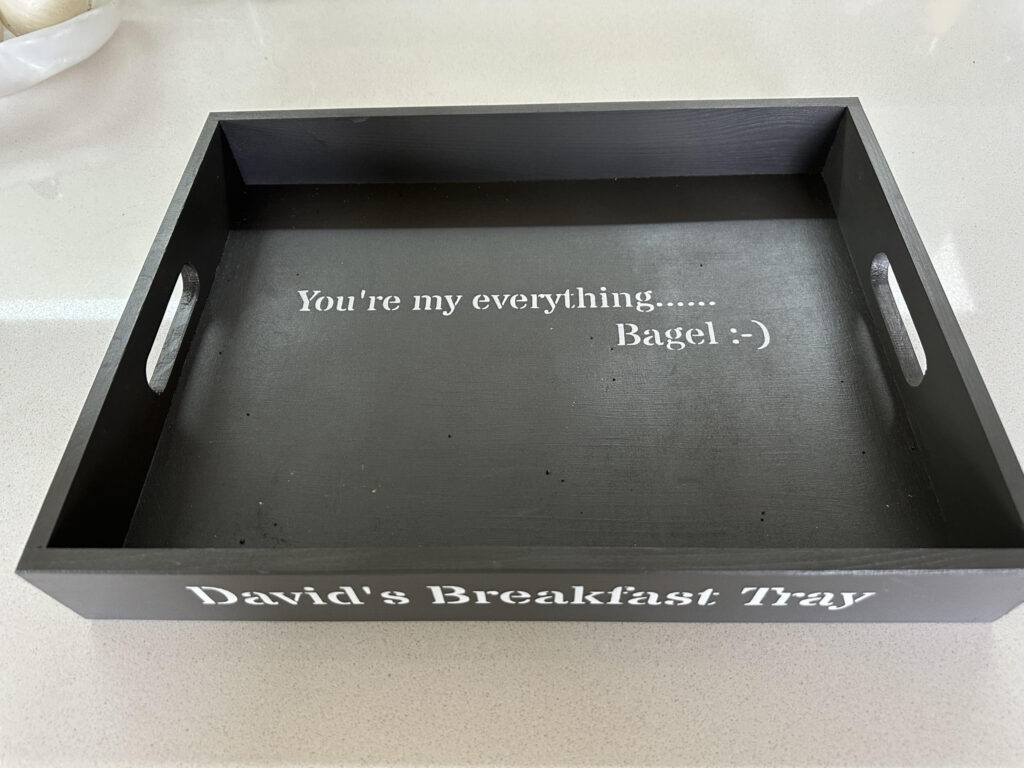 You're my everything......
Bagel :-)
David's Breakfast Tray